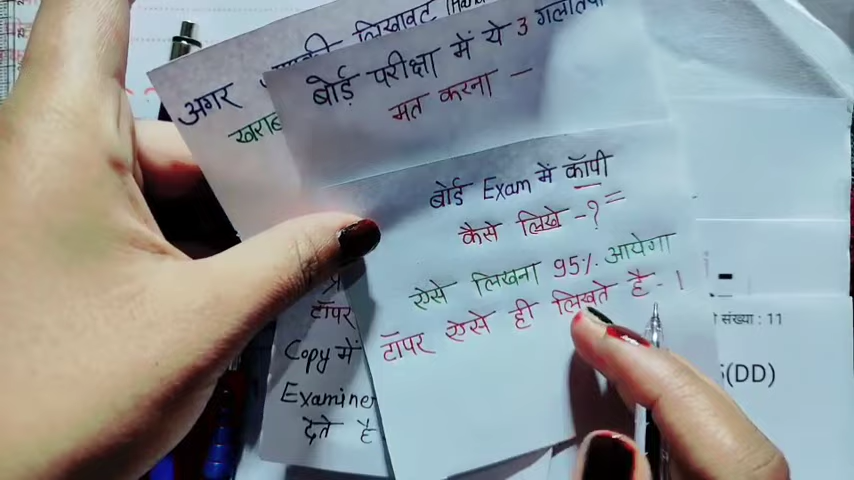 अगर
लिखावट
खराब
बोर्ड परीक्षा में ये 3 गलतियाँ
मत करना -
बोर्ड Exam में कॉपी
कैसे लिखे -?
ऐसे लिखना 95% आयेगा
टॉपर ऐसे ही लिखते है - ।
टॉपर
Copy में
Examiner
देते है
संख्या : 11
(DD)